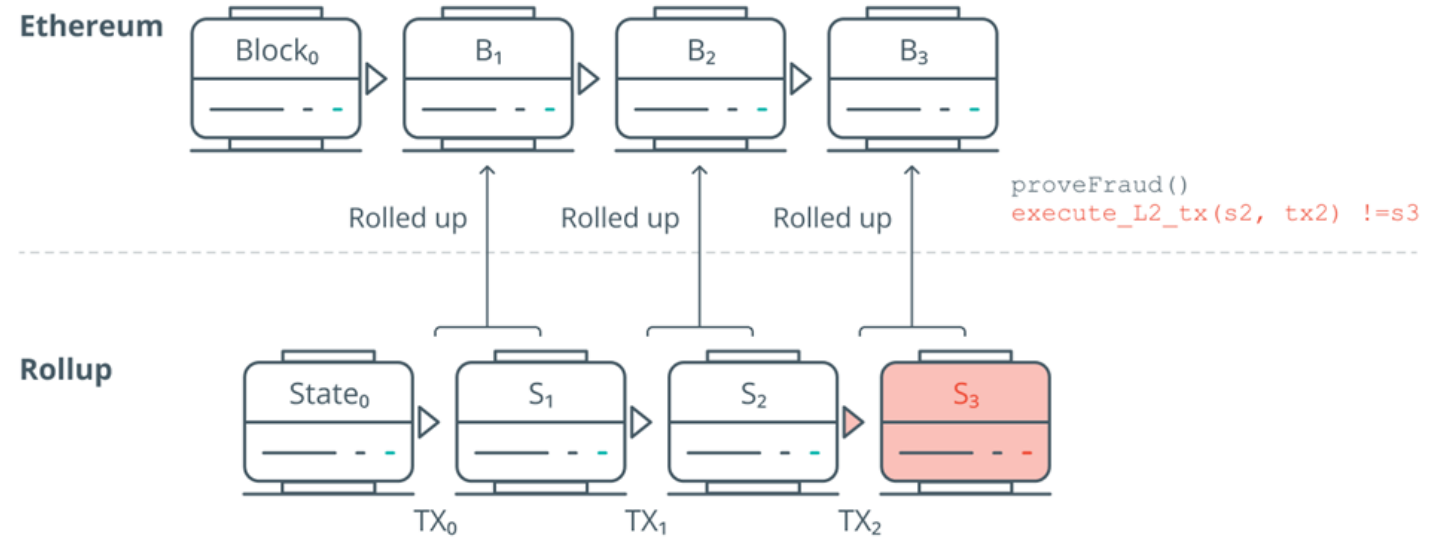 Ethereum
Block₀
B₁
B₂
B₃
Rolled up
Rolled up
Rolled up
proveFraud()
execute_L2_tx(s2, tx2) !=s3
Rollup
State₀
S₁
S₂
S₃
TX₀
TX₁
TX₂